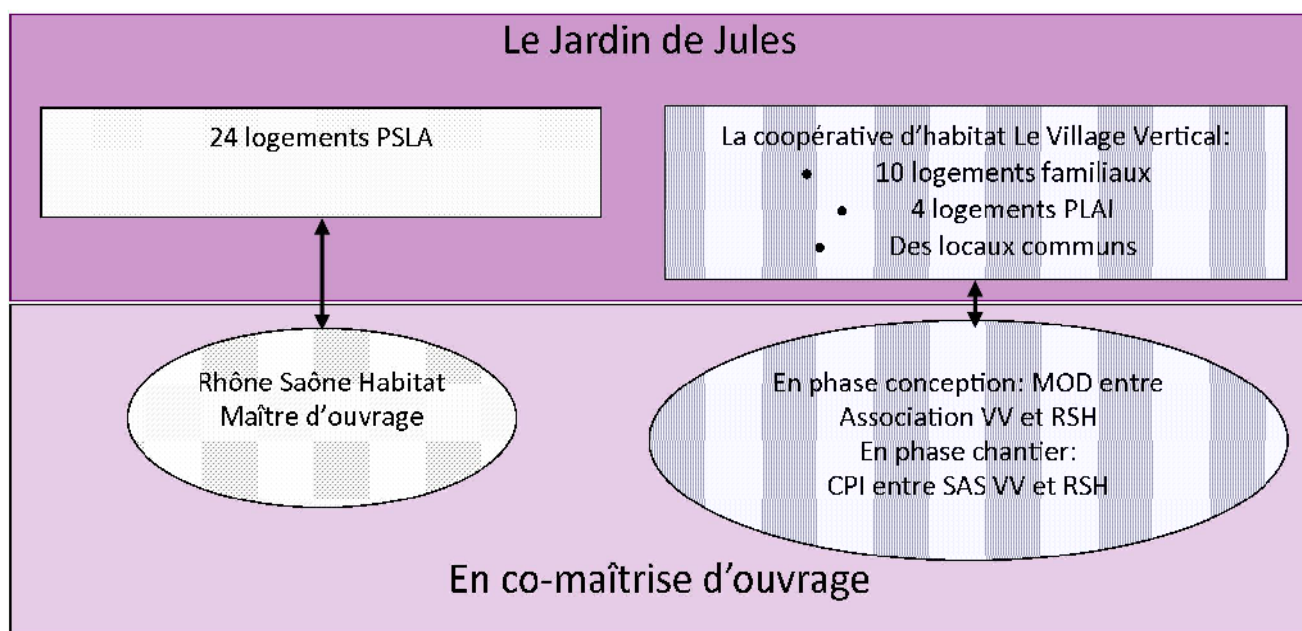 Le Jardin de Jules
24 logements PSLA
La coopérative d'habitat Le Village Vertical:
• 10 logements familiaux
• 4 logements PLAI
• Des locaux communs
Rhône Saône Habitat
Maître d'ouvrage
En phase conception: MOD entre
Association VV et RSH
En phase chantier:
CPI entre SAS VV et RSH
En co-maîtrise d'ouvrage